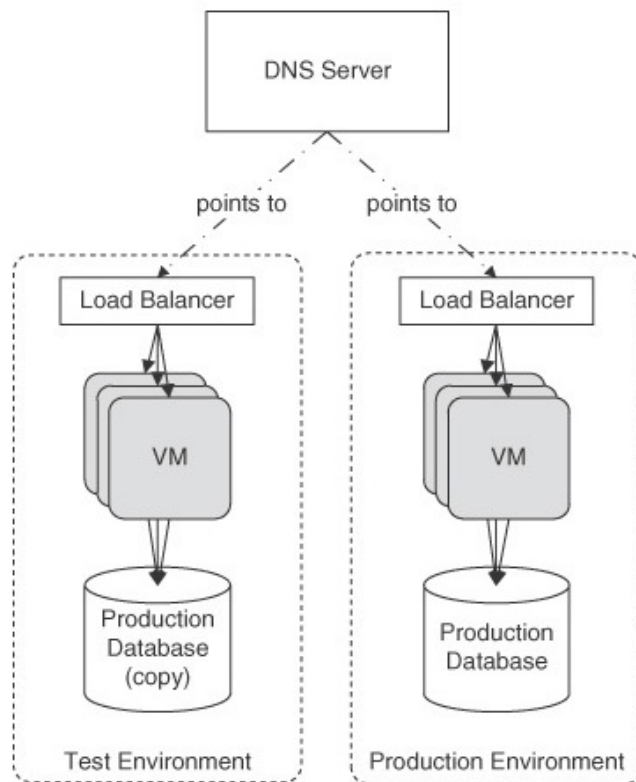 DNS Server
points to
points to
Load Balancer
VM
Production
Database
(copy)
Test Environment
Load Balancer
VM
Production
Database
Production Environment